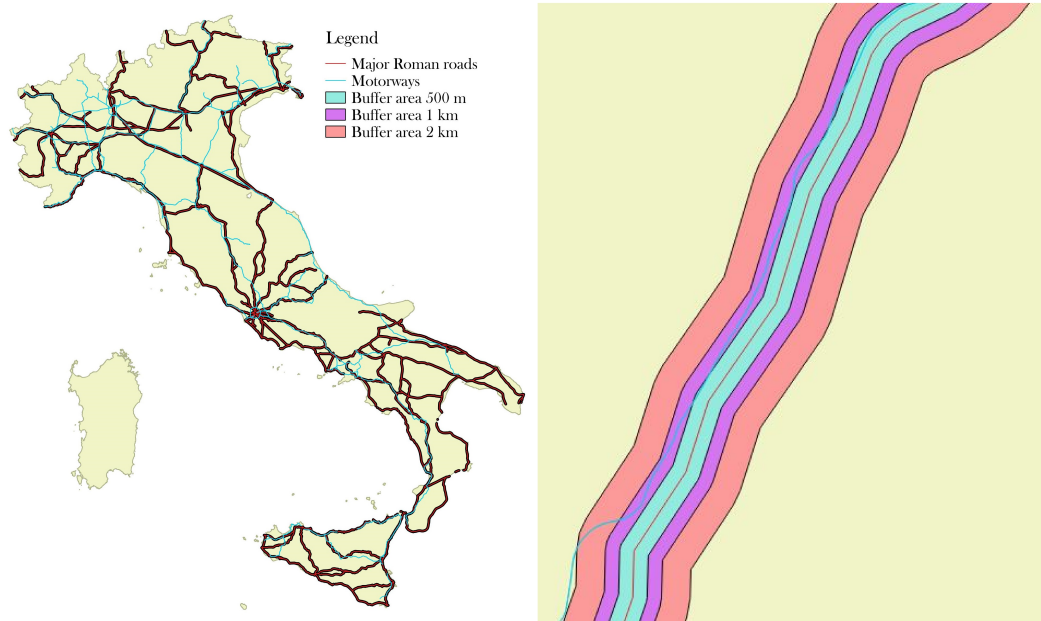 Legend
Major Roman roads
Motorways
Buffer area 500 m
Buffer area 1 km
Buffer area 2 km